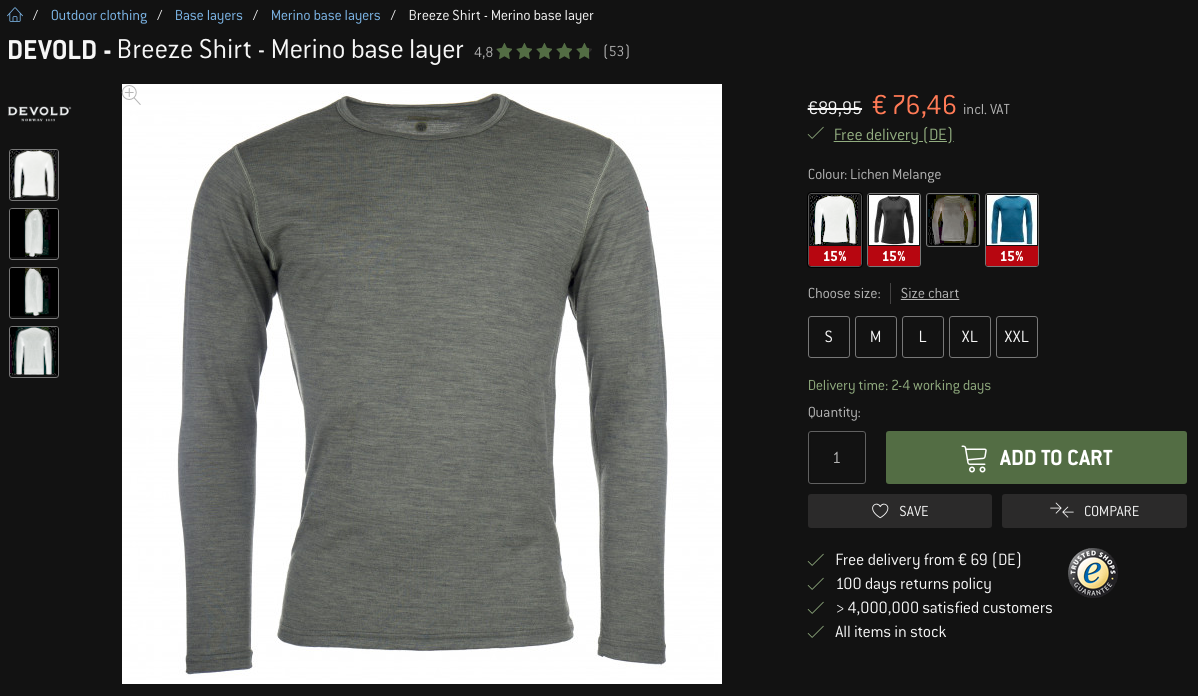 / Outdoor clothing / Base layers / Merino base layers / Breeze Shirt - Merino base layer
DEVOLD - Breeze Shirt - Merino base layer 4,8 (53)
DEVOLD
€89,95 € 76,46 incl. VAT
Free delivery (DE)
Colour: Lichen Melange
15% 15% 15%
Choose size: Size chart
S M L XL XXL
Delivery time: 2-4 working days
Quantity:
1 ADD TO CART
SAVE COMPARE
Free delivery from € 69 (DE)
100 days returns policy
> 4,000,000 satisfied customers
All items in stock
TRUSTED SHOPS
e
GUARANTEE